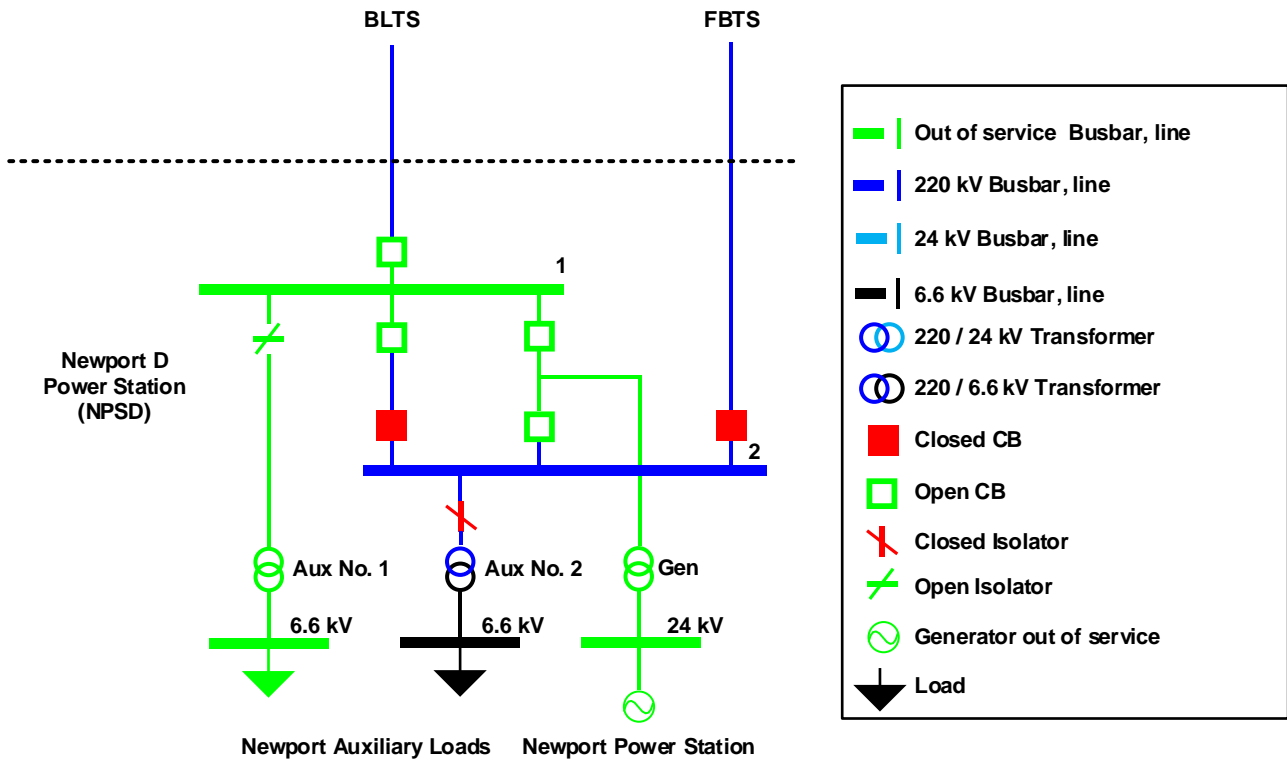 BLTS
FBTS
1
Newport D
Power Station
(NPSD)
2
Aux No. 1
Aux No. 2
Gen
6.6 kV
6.6 kV
24 kV
Newport Auxiliary Loads
Newport Power Station
Out of service Busbar, line
220 kV Busbar, line
24 kV Busbar, line
6.6 kV Busbar, line
220 / 24 kV Transformer
220 / 6.6 kV Transformer
Closed CB
Open CB
Closed Isolator
Open Isolator
Generator out of service
Load